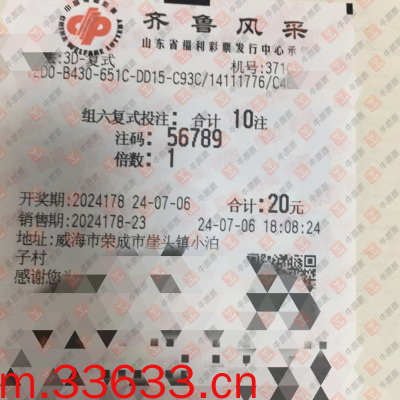 齐鲁风采
山东省福利彩票发行中心承
3D-复式 机号:371
2D0-B430-651C-DD15-C93C/14111776/C4
组六复式投注: 合计 10注
注码: 56789
倍数: 1
开奖期:2024178 24-07-06 合计:20元
销售期:2024178-23 24-07-06 18:08:24
地址:威海市荣成市崖头镇小泊
子村
感谢您
m.33633.cn